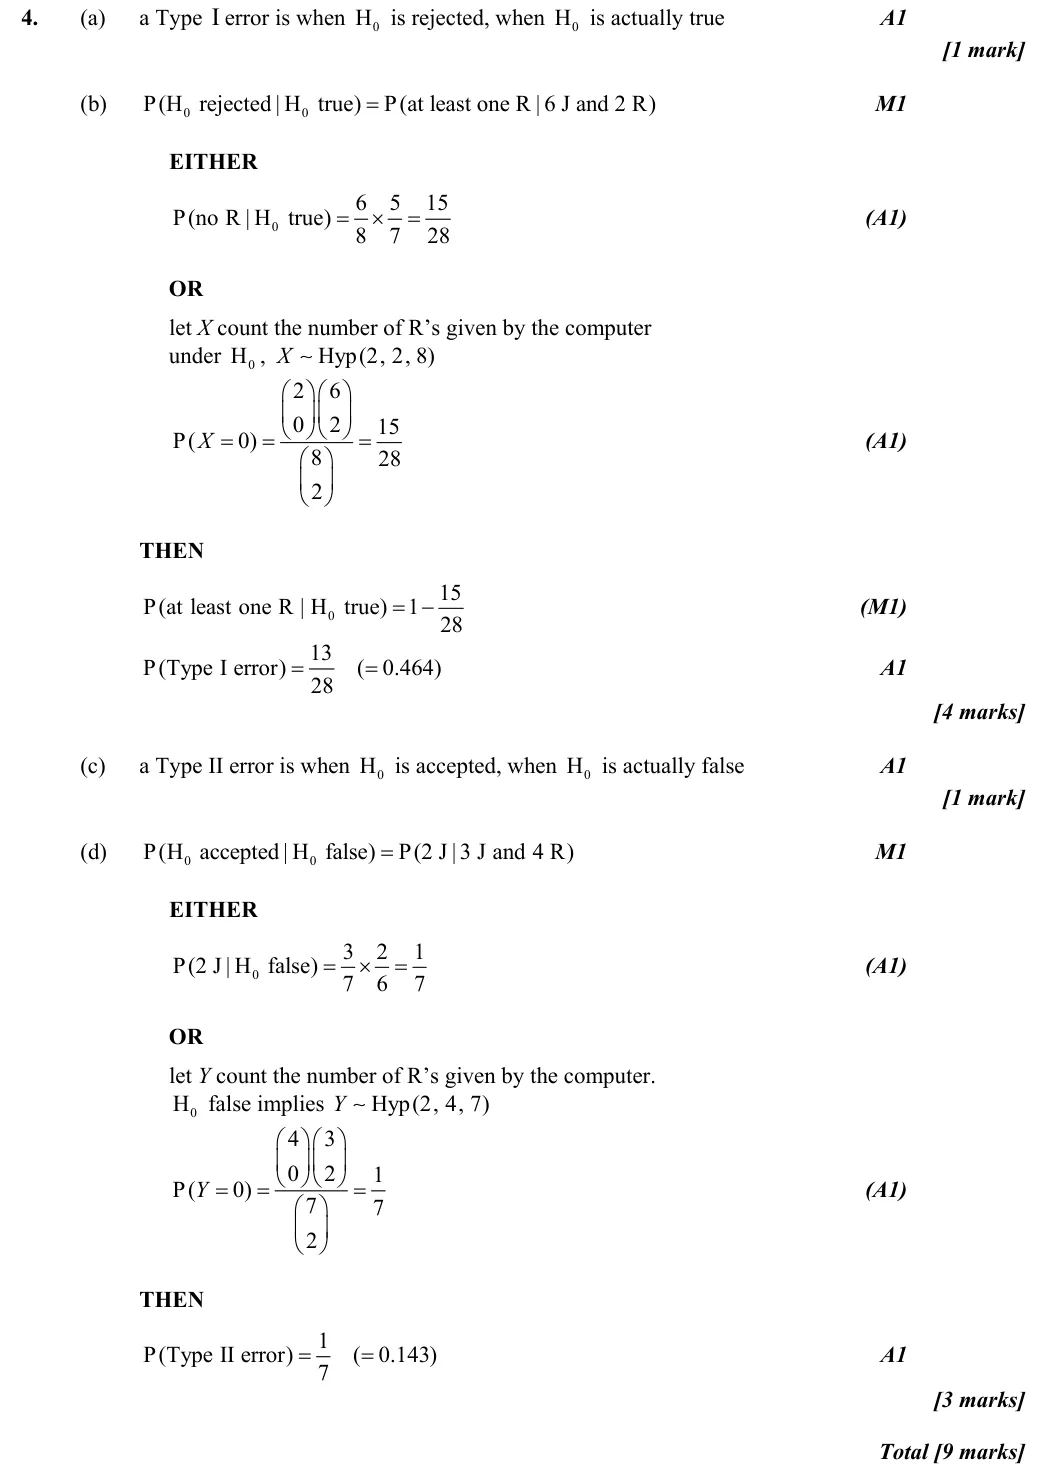 4. (a) a Type I error is when H₀ is rejected, when H₀ is actually true A1
[1 mark]
(b) P(H₀ rejected | H₀ true) = P(at least one R | 6 J and 2 R) M1
EITHER
P(no R | H₀ true) = 6/8 × 5/7 = 15/28 (A1)
OR
let X count the number of R’s given by the computer
under H₀, X ~ Hyp(2, 2, 8)
P(X = 0) = (2 0)(6 2)/(8 2) = 15/28 (A1)
THEN
P(at least one R | H₀ true) = 1 − 15/28 (M1)
P(Type I error) = 13/28 (= 0.464) A1
[4 marks]
(c) a Type II error is when H₀ is accepted, when H₀ is actually false A1
[1 mark]
(d) P(H₀ accepted | H₀ false) = P(2 J | 3 J and 4 R) M1
EITHER
P(2 J | H₀ false) = 3/7 × 2/6 = 1/7 (A1)
OR
let Y count the number of R’s given by the computer.
H₀ false implies Y ~ Hyp(2, 4, 7)
P(Y = 0) = (4 0)(3 2)/(7 2) = 1/7 (A1)
THEN
P(Type II error) = 1/7 (= 0.143) A1
[3 marks]
Total [9 marks]